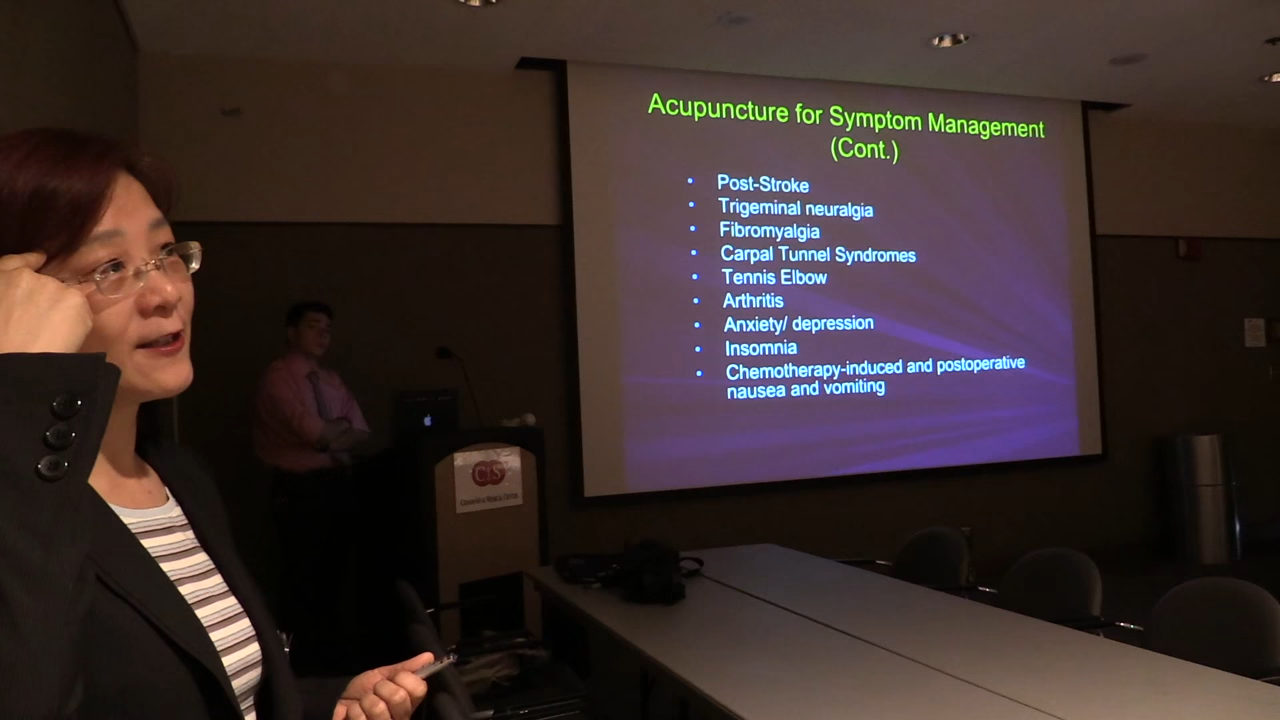 Acupuncture for Symptom Management
(Cont.)
• Post-Stroke
• Trigeminal neuralgia
• Fibromyalgia
• Carpal Tunnel Syndromes
• Tennis Elbow
• Arthritis
• Anxiety/ depression
• Insomnia
• Chemotherapy-induced and postoperative
nausea and vomiting
CS